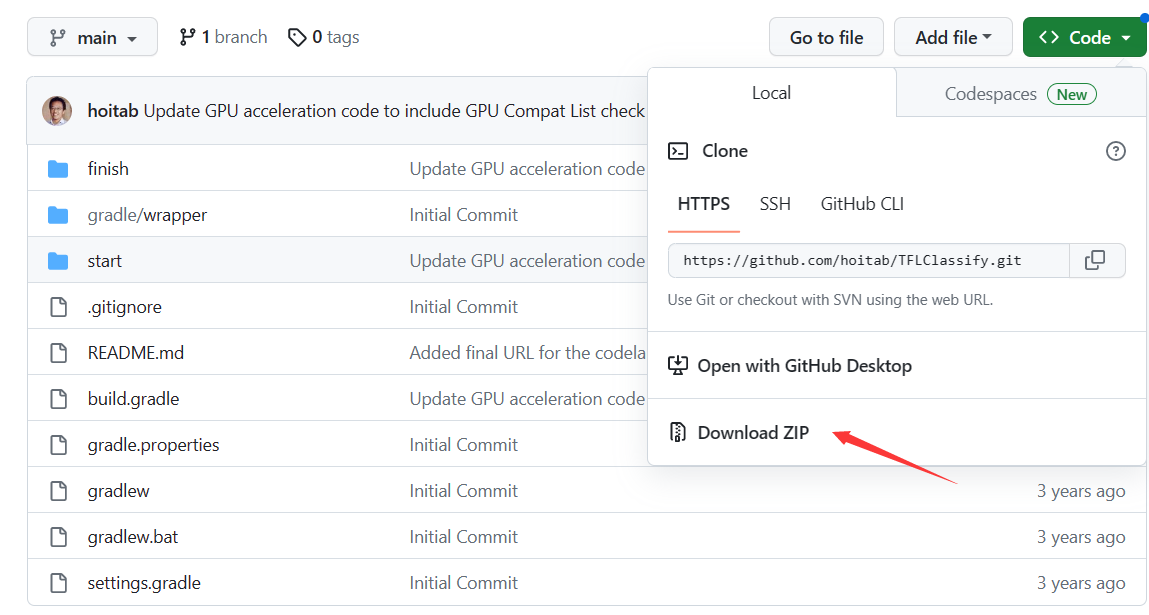 main 1 branch 0 tags Go to file Add file Code
Local Codespaces New
hoitab Update GPU acceleration code to include GPU Compat List check
Clone
finish Update GPU acceleration code
HTTPS SSH GitHub CLI
gradle/wrapper Initial Commit
start Update GPU acceleration code
https://github.com/hoitab/TFLClassify.git
Use Git or checkout with SVN using the web URL.
.gitignore Initial Commit
README.md Added final URL for the codela
Open with GitHub Desktop
build.gradle Update GPU acceleration code
Download ZIP
gradle.properties Initial Commit
gradlew Initial Commit 3 years ago
gradlew.bat Initial Commit 3 years ago
settings.gradle Initial Commit 3 years ago